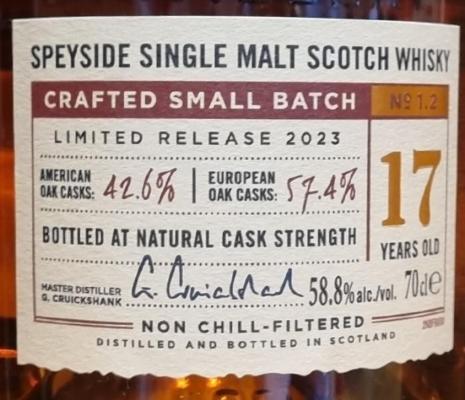 SPEYSIDE SINGLE MALT SCOTCH WHISKY
CRAFTED SMALL BATCH
Nº 1.2
LIMITED RELEASE 2023
AMERICAN
OAK CASKS: 42.6%
EUROPEAN
OAK CASKS: 57.4%
17
YEARS OLD
BOTTLED AT NATURAL CASK STRENGTH
MASTER DISTILLER
G. CRUICKSHANK
G. Cruickshank
58.8% alc./vol. 70cle
NON CHILL-FILTERED
DISTILLED AND BOTTLED IN SCOTLAND